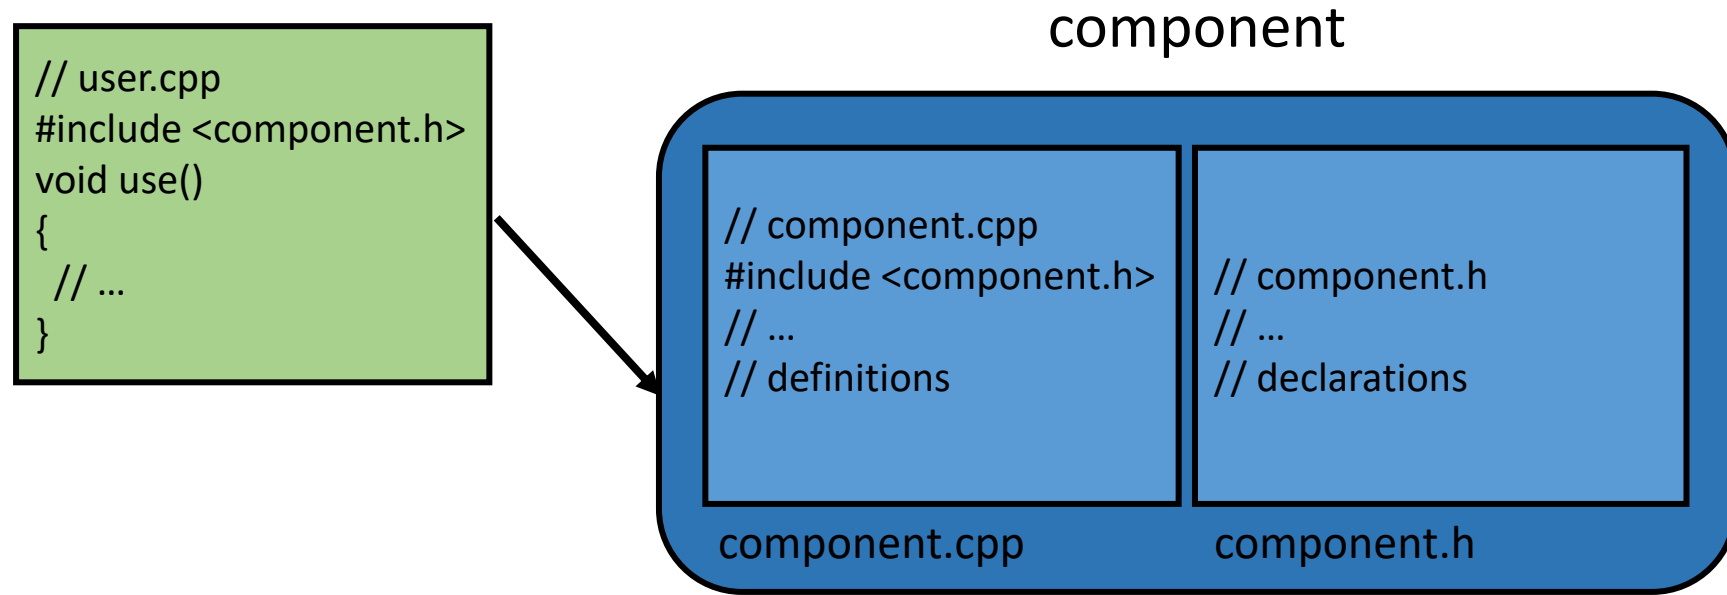 component
// user.cpp
#include <component.h>
void use()
{
// ...
}
// component.cpp
#include <component.h>
// ...
// definitions
component.cpp
// component.h
// ...
// declarations
component.h